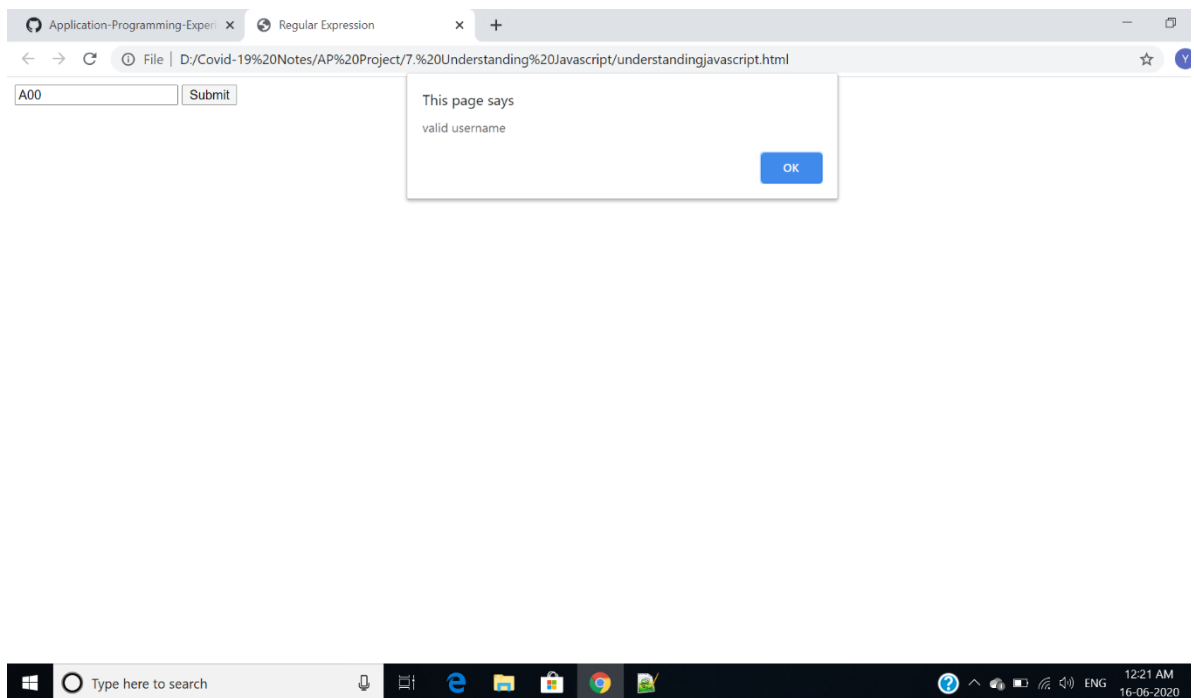 Application-Programming-Experi
Regular Expression
File | D:/Covid-19%20Notes/AP%20Project/7.%20Understanding%20Javascript/understandingjavascript.html
Y
A00 Submit
This page says
valid username
OK
Type here to search
ENG
12:21 AM
16-06-2020